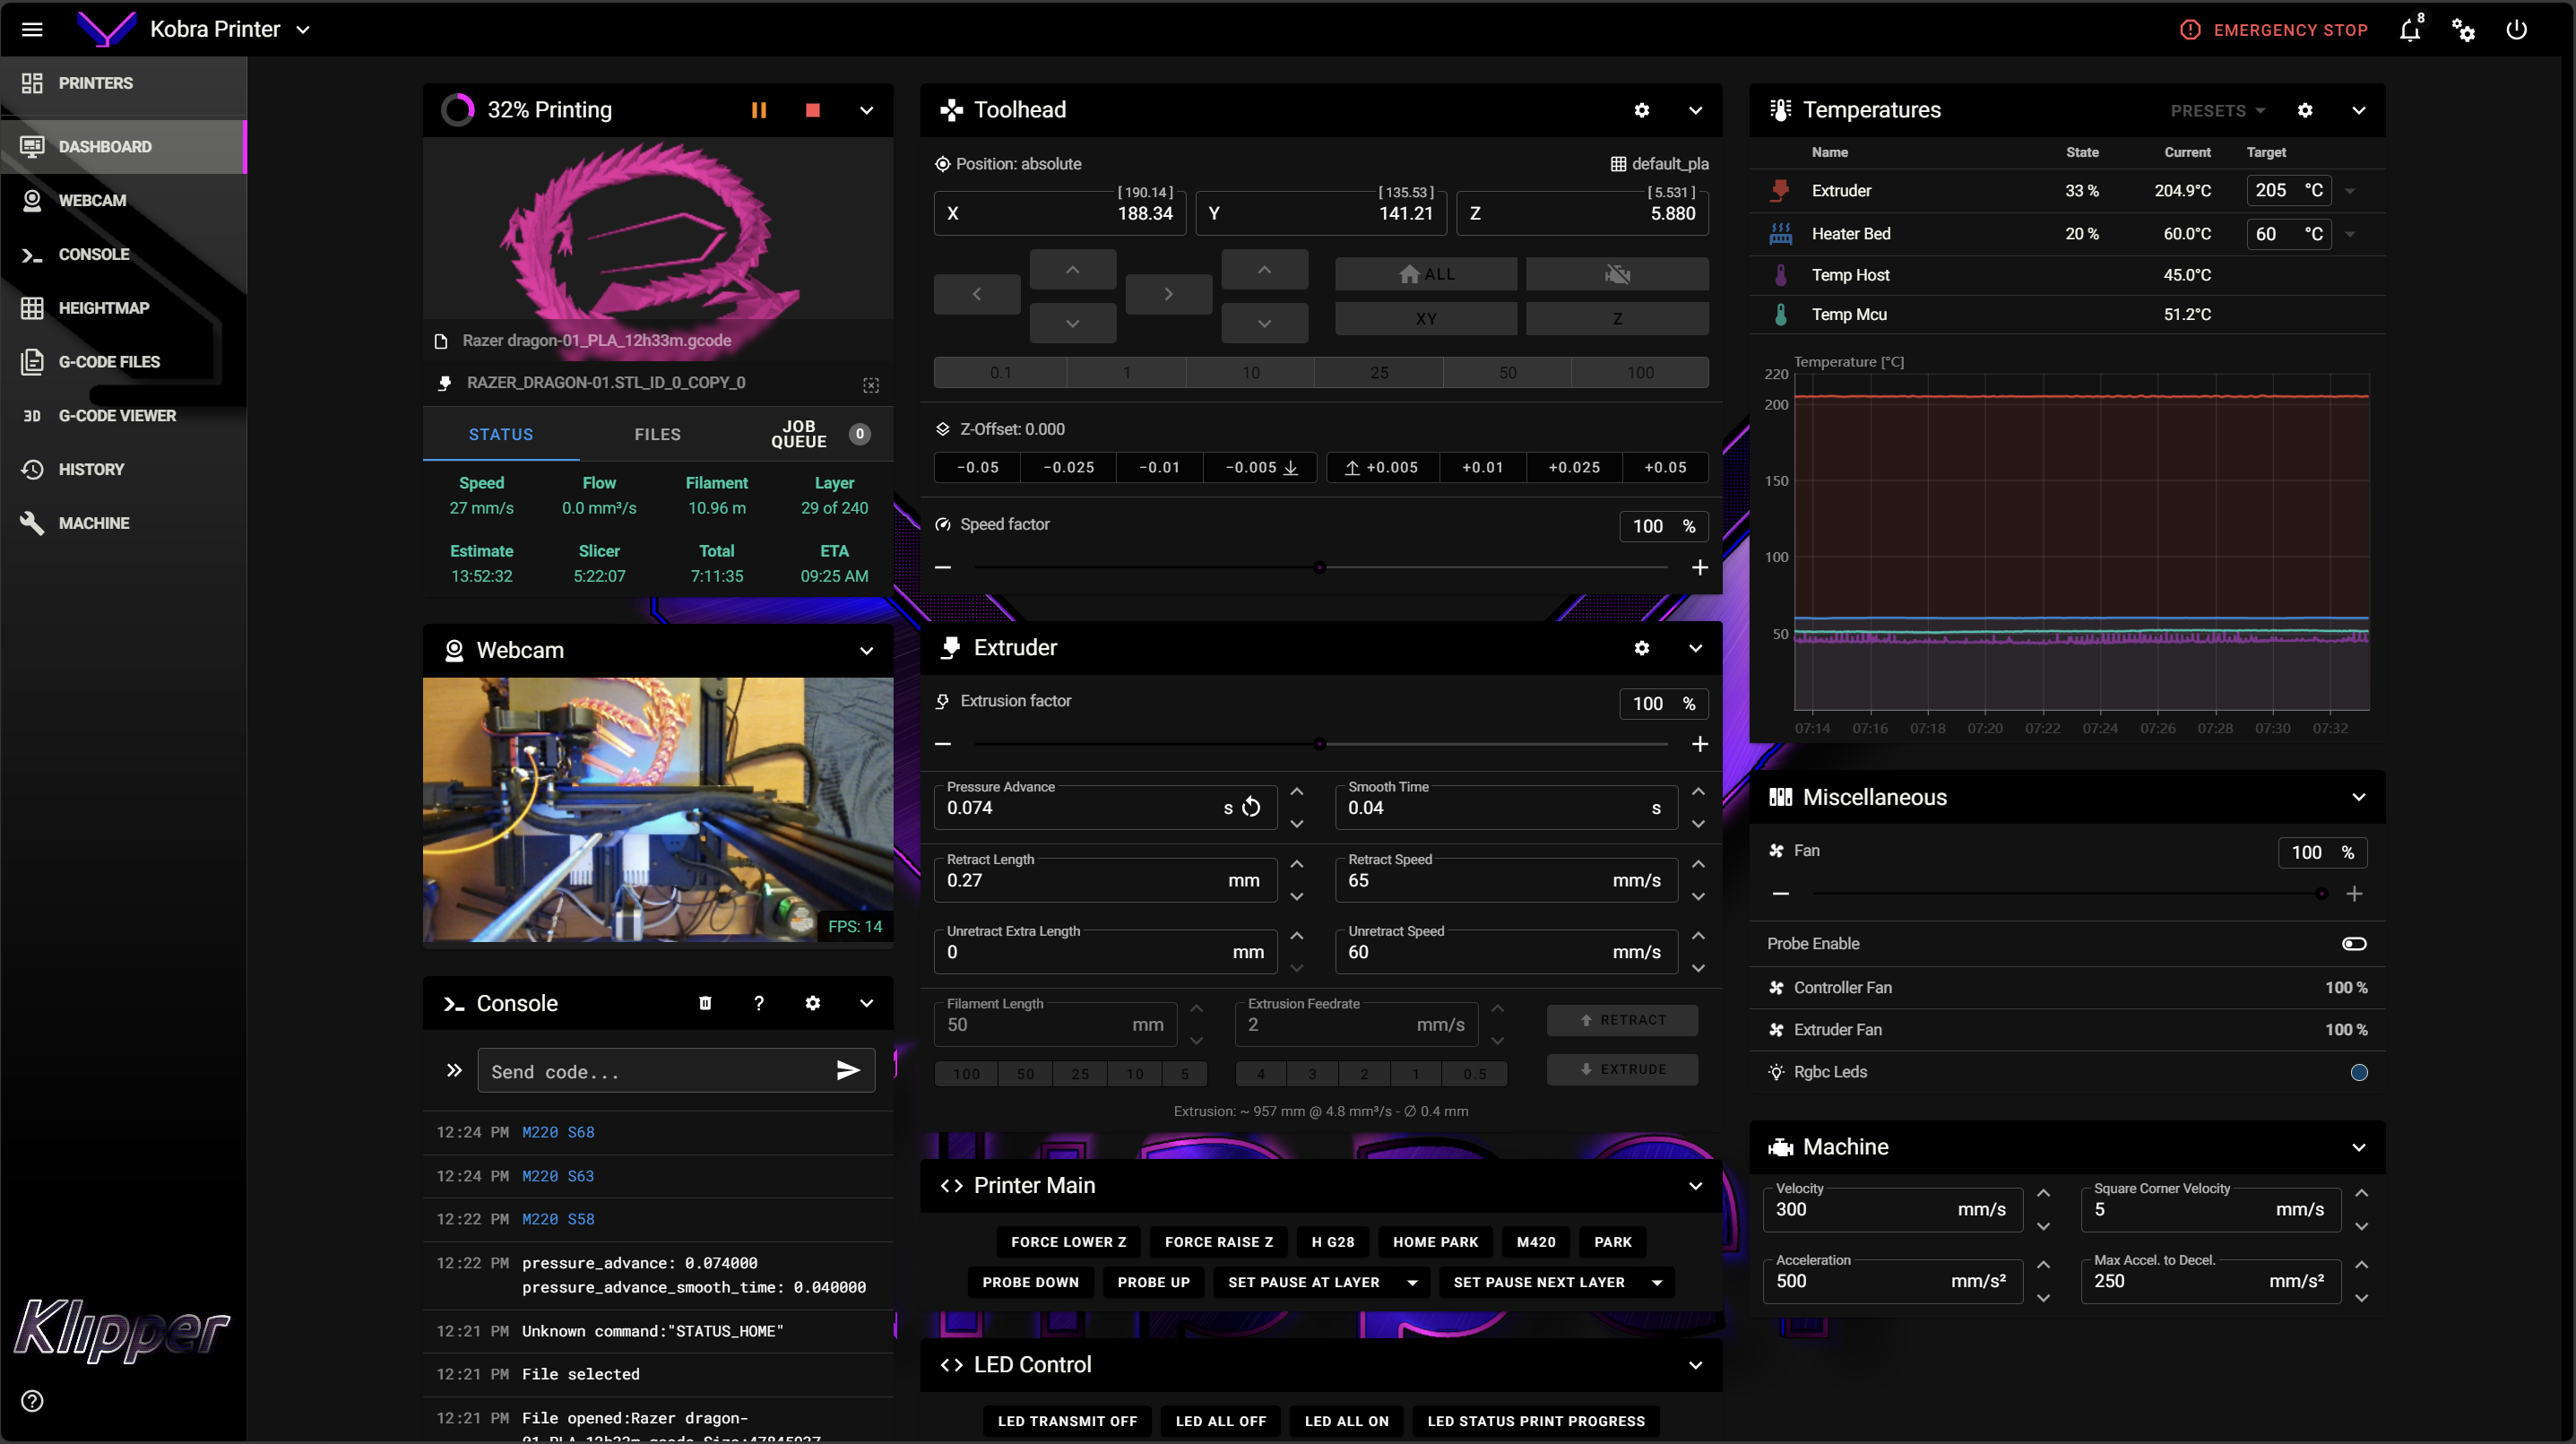 Kobra Printer
EMERGENCY STOP
8
PRINTERS
DASHBOARD
WEBCAM
CONSOLE
HEIGHTMAP
G-CODE FILES
3D G-CODE VIEWER
HISTORY
MACHINE
Klipper
32% Printing
Razer dragon-01_PLA_12h33m.gcode
RAZER_DRAGON-01.STL_ID_0_COPY_0
STATUS FILES JOB QUEUE 0
Speed Flow Filament Layer
27 mm/s 0.0 mm³/s 10.96 m 29 of 240
Estimate Slicer Total ETA
13:52:32 5:22:07 7:11:35 09:25 AM
Webcam
FPS: 14
Console
Send code...
12:24 PM M220 S68
12:24 PM M220 S63
12:22 PM M220 S58
12:22 PM pressure_advance: 0.074000
pressure_advance_smooth_time: 0.040000
12:21 PM Unknown command:"STATUS_HOME"
12:21 PM File selected
12:21 PM File opened:Razer dragon-
01_PLA_12h33m.gcode Size:47845937
Toolhead
Position: absolute default_pla
[ 190.14 ] [ 135.53 ] [ 5.531 ]
X 188.34 Y 141.21 Z 5.880
ALL
XY Z
0.1 1 10 25 50 100
Z-Offset: 0.000
−0.05 −0.025 −0.01 −0.005 +0.005 +0.01 +0.025 +0.05
Speed factor 100 %
Extruder
Extrusion factor 100 %
Pressure Advance Smooth Time
0.074 s 0.04 s
Retract Length Retract Speed
0.27 mm 65 mm/s
Unretract Extra Length Unretract Speed
0 mm 60 mm/s
Filament Length Extrusion Feedrate
50 mm 2 mm/s RETRACT
100 50 25 10 5 4 3 2 1 0.5 EXTRUDE
Extrusion: ~ 957 mm @ 4.8 mm³/s - ∅ 0.4 mm
Printer Main
FORCE LOWER Z FORCE RAISE Z H G28 HOME PARK M420 PARK
PROBE DOWN PROBE UP SET PAUSE AT LAYER SET PAUSE NEXT LAYER
LED Control
LED TRANSMIT OFF LED ALL OFF LED ALL ON LED STATUS PRINT PROGRESS
Temperatures PRESETS
Name State Current Target
Extruder 33 % 204.9°C 205 °C
Heater Bed 20 % 60.0°C 60 °C
Temp Host 45.0°C
Temp Mcu 51.2°C
Temperature [°C]
220
200
150
100
50
07:14 07:16 07:18 07:20 07:22 07:24 07:26 07:28 07:30 07:32
Miscellaneous
Fan 100 %
Probe Enable
Controller Fan 100 %
Extruder Fan 100 %
Rgbc Leds
Machine
Velocity Square Corner Velocity
300 mm/s 5 mm/s
Acceleration Max Accel. to Decel.
500 mm/s² 250 mm/s²